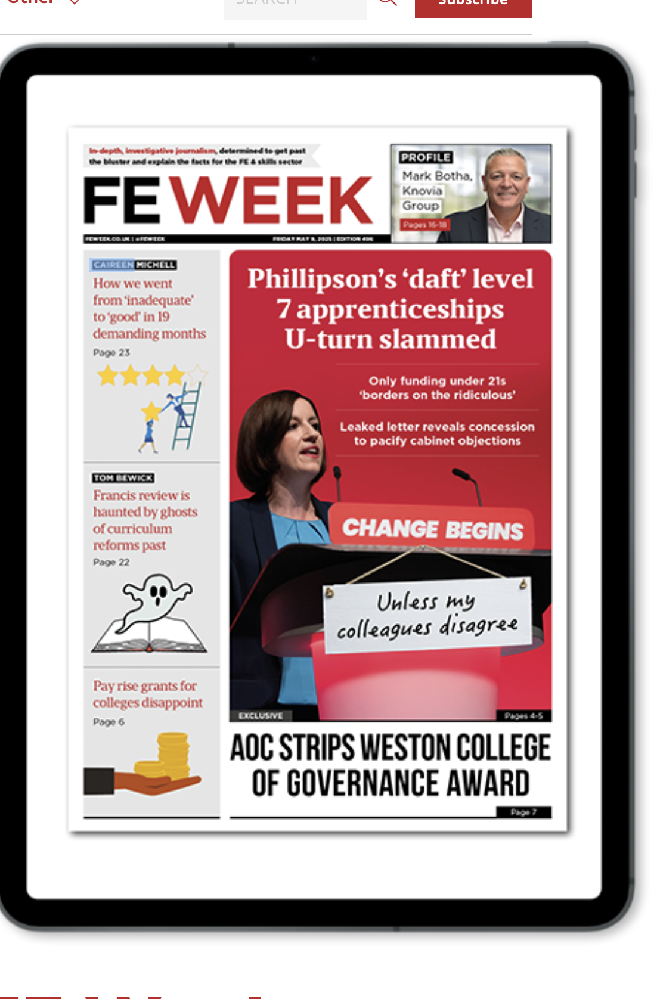 Other
SEARCH
Subscribe
In-depth, investigative journalism, determined to get past
the bluster and explain the facts for the FE & skills sector
FE WEEK
FEWEEK.CO.UK | @FEWEEK
FRIDAY MAY 9, 2025 | EDITION 496
PROFILE
Mark Botha,
Knovia
Group
Pages 16-18
CAIREEN MICHELL
How we went
from ‘inadequate’
to ‘good’ in 19
demanding months
Page 23
TOM BEWICK
Francis review is
haunted by ghosts
of curriculum
reforms past
Page 22
Pay rise grants for
colleges disappoint
Page 6
Phillipson’s ‘daft’ level
7 apprenticeships
U-turn slammed
Only funding under 21s
‘borders on the ridiculous’
Leaked letter reveals concession
to pacify cabinet objections
CHANGE BEGINS
Unless my
colleagues disagree
EXCLUSIVE
Pages 4-5
AOC STRIPS WESTON COLLEGE
OF GOVERNANCE AWARD
Page 7